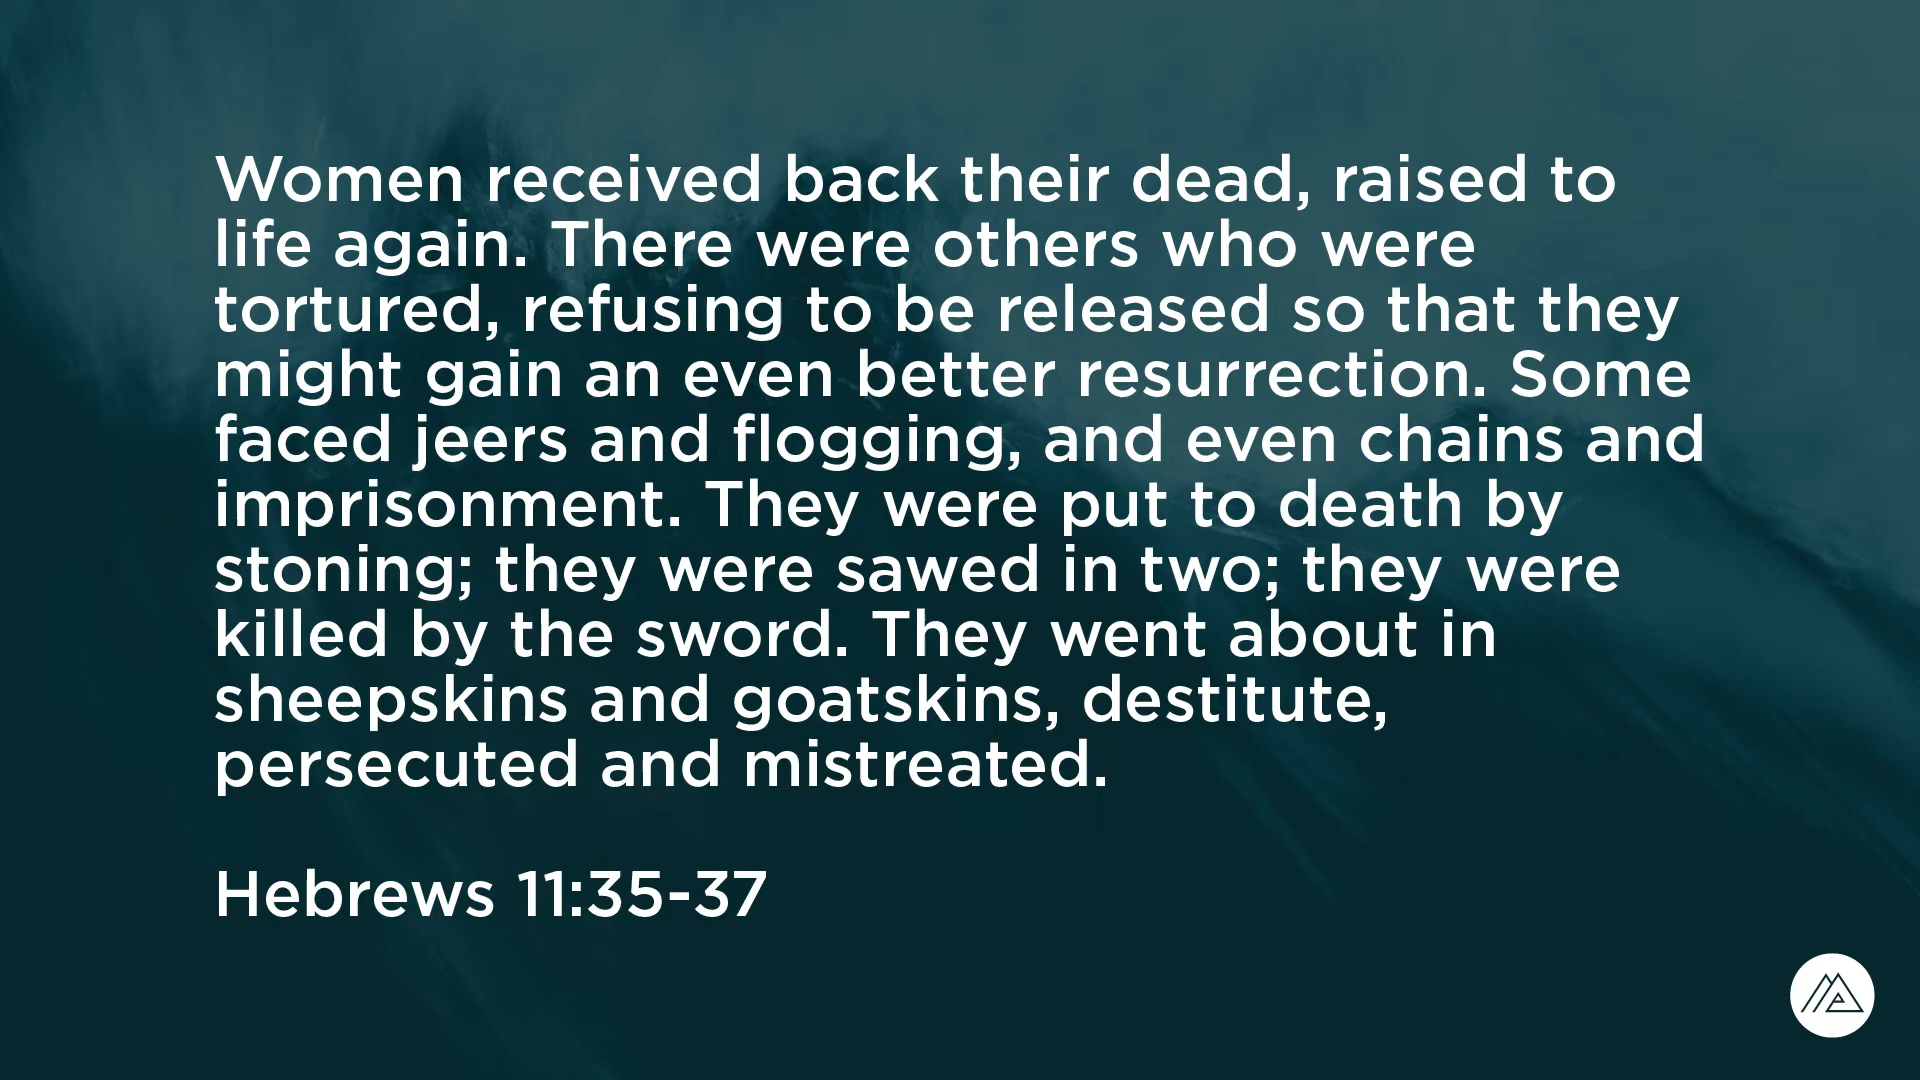 Women received back their dead, raised to
life again. There were others who were
tortured, refusing to be released so that they
might gain an even better resurrection. Some
faced jeers and flogging, and even chains and
imprisonment. They were put to death by
stoning; they were sawed in two; they were
killed by the sword. They went about in
sheepskins and goatskins, destitute,
persecuted and mistreated.
Hebrews 11:35-37